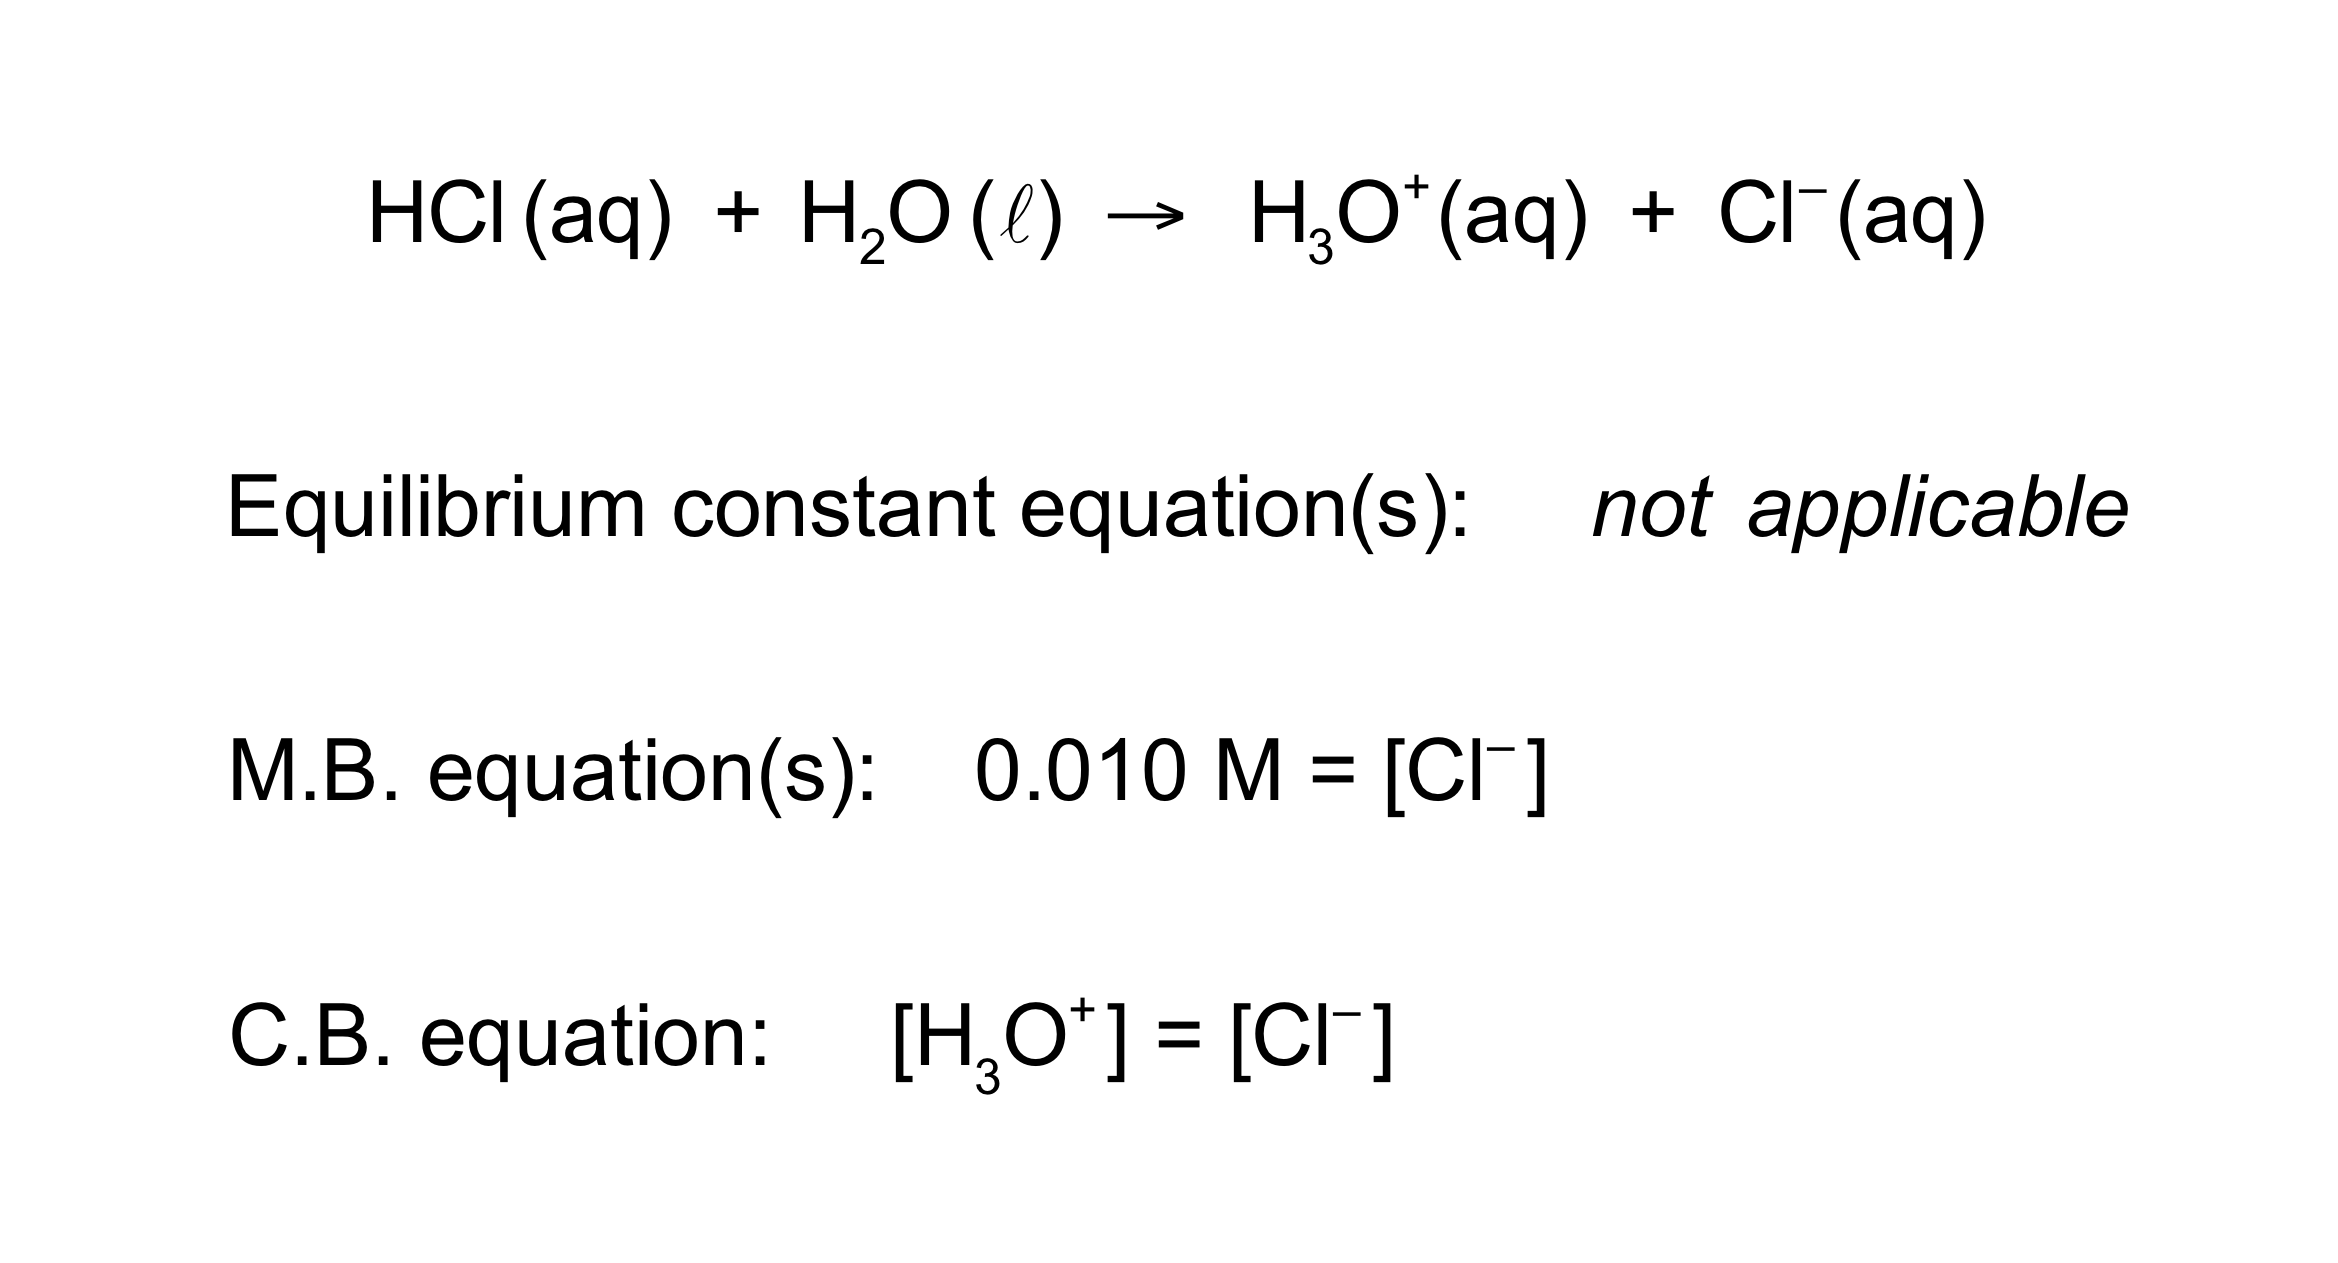 HCl (aq) + H₂O (ℓ) → H₃O⁺(aq) + Cl⁻(aq)
Equilibrium constant equation(s): not applicable
M.B. equation(s): 0.010 M = [Cl⁻]
C.B. equation: [H₃O⁺] = [Cl⁻]